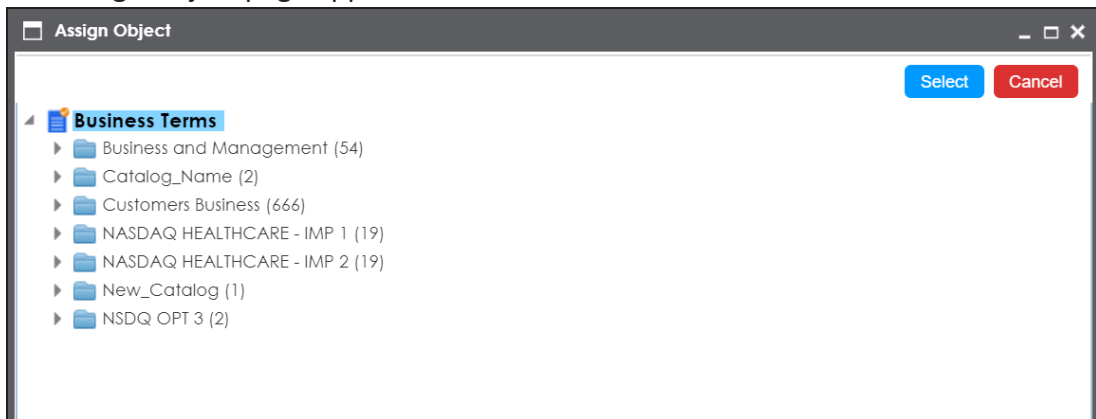 Assign Object
Select Cancel
Business Terms
Business and Management (54)
Catalog_Name (2)
Customers Business (666)
NASDAQ HEALTHCARE - IMP 1 (19)
NASDAQ HEALTHCARE - IMP 2 (19)
New_Catalog (1)
NSDQ OPT 3 (2)